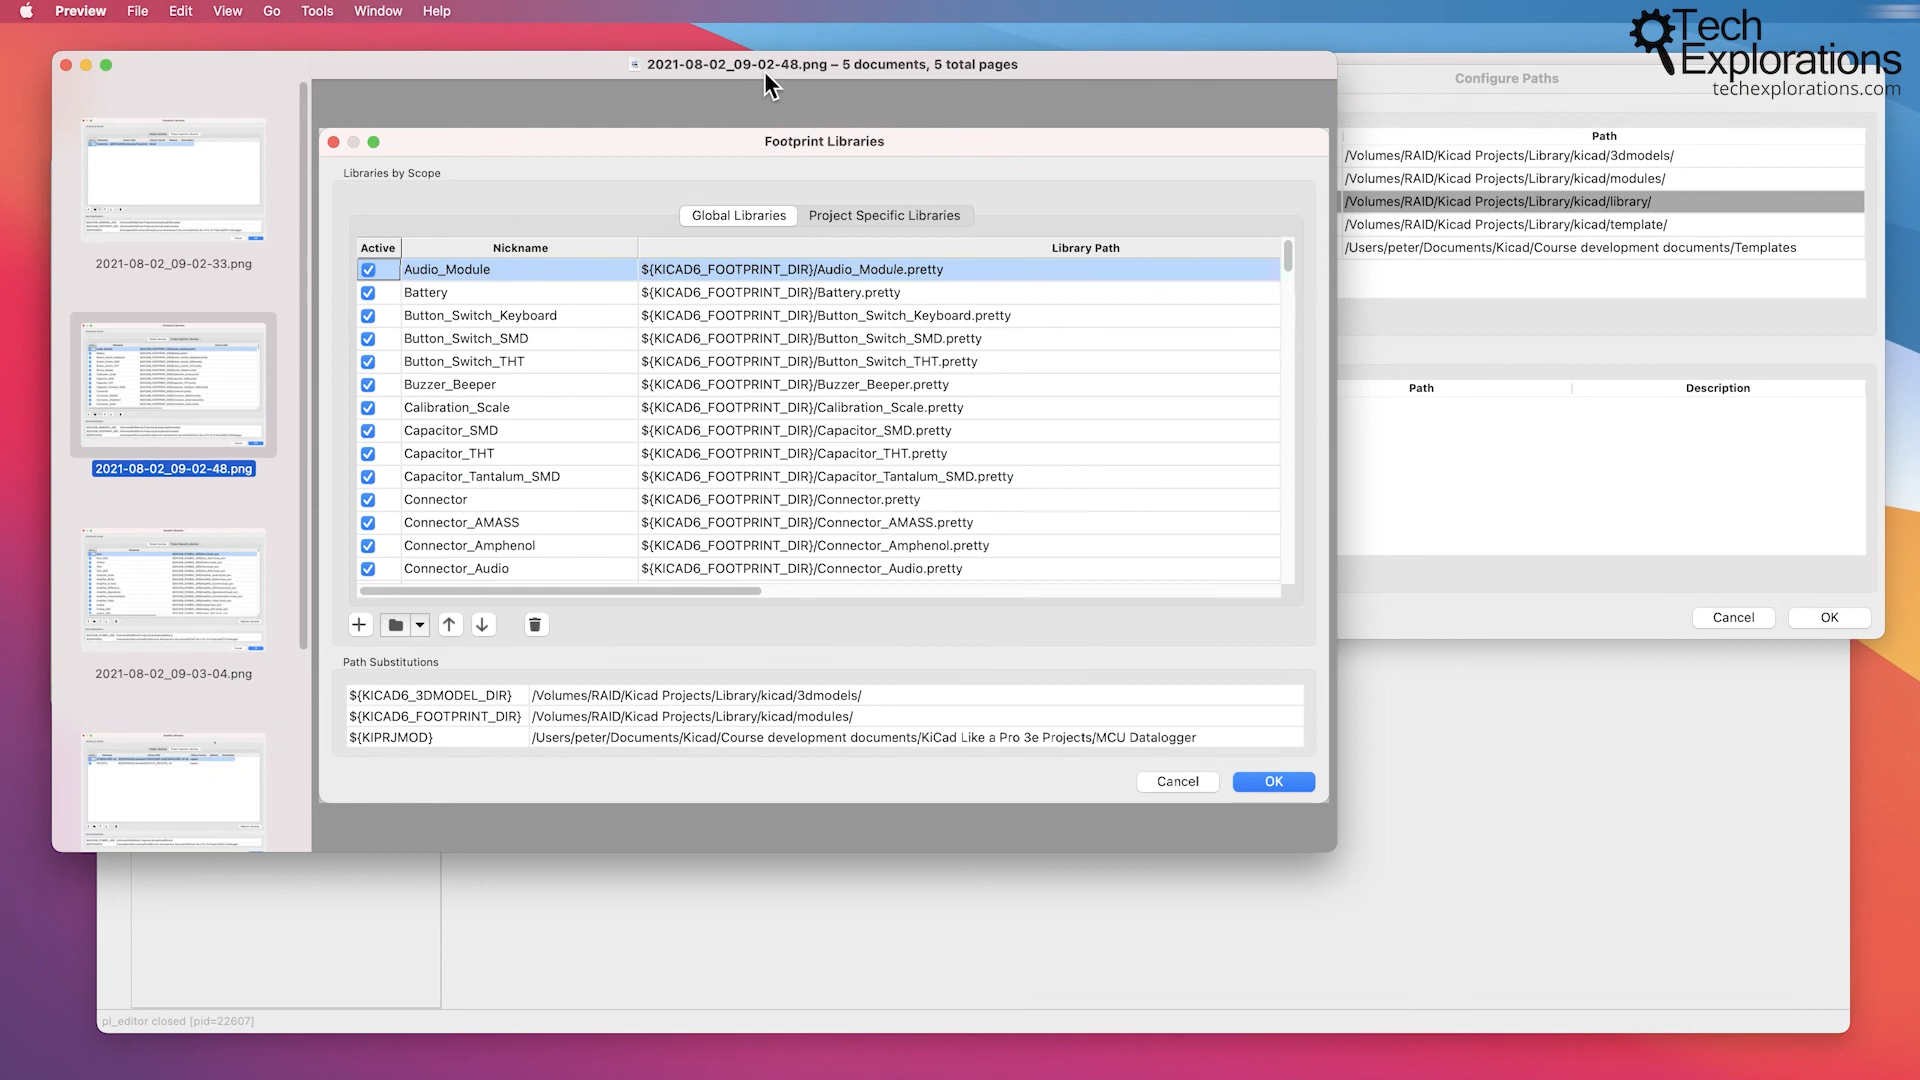 Preview File Edit View Go Tools Window Help
Tech
Explorations
techexplorations.com
2021-08-02_09-02-48.png – 5 documents, 5 total pages
Configure Paths
2021-08-02_09-02-33.png
2021-08-02_09-02-48.png
2021-08-02_09-03-04.png
Footprint Libraries
Libraries by Scope
Global Libraries Project Specific Libraries
Active Nickname Library Path
Audio_Module ${KICAD6_FOOTPRINT_DIR}/Audio_Module.pretty
Battery ${KICAD6_FOOTPRINT_DIR}/Battery.pretty
Button_Switch_Keyboard ${KICAD6_FOOTPRINT_DIR}/Button_Switch_Keyboard.pretty
Button_Switch_SMD ${KICAD6_FOOTPRINT_DIR}/Button_Switch_SMD.pretty
Button_Switch_THT ${KICAD6_FOOTPRINT_DIR}/Button_Switch_THT.pretty
Buzzer_Beeper ${KICAD6_FOOTPRINT_DIR}/Buzzer_Beeper.pretty
Calibration_Scale ${KICAD6_FOOTPRINT_DIR}/Calibration_Scale.pretty
Capacitor_SMD ${KICAD6_FOOTPRINT_DIR}/Capacitor_SMD.pretty
Capacitor_THT ${KICAD6_FOOTPRINT_DIR}/Capacitor_THT.pretty
Capacitor_Tantalum_SMD ${KICAD6_FOOTPRINT_DIR}/Capacitor_Tantalum_SMD.pretty
Connector ${KICAD6_FOOTPRINT_DIR}/Connector.pretty
Connector_AMASS ${KICAD6_FOOTPRINT_DIR}/Connector_AMASS.pretty
Connector_Amphenol ${KICAD6_FOOTPRINT_DIR}/Connector_Amphenol.pretty
Connector_Audio ${KICAD6_FOOTPRINT_DIR}/Connector_Audio.pretty
Path Substitutions
${KICAD6_3DMODEL_DIR} /Volumes/RAID/Kicad Projects/Library/kicad/3dmodels/
${KICAD6_FOOTPRINT_DIR} /Volumes/RAID/Kicad Projects/Library/kicad/modules/
${KIPRJMOD} /Users/peter/Documents/Kicad/Course development documents/KiCad Like a Pro 3e Projects/MCU Datalogger
Cancel OK
Path
/Volumes/RAID/Kicad Projects/Library/kicad/3dmodels/
/Volumes/RAID/Kicad Projects/Library/kicad/modules/
/Volumes/RAID/Kicad Projects/Library/kicad/library/
/Volumes/RAID/Kicad Projects/Library/kicad/template/
/Users/peter/Documents/Kicad/Course development documents/Templates
Path Description
Cancel OK
pl_editor closed [pid=22607]